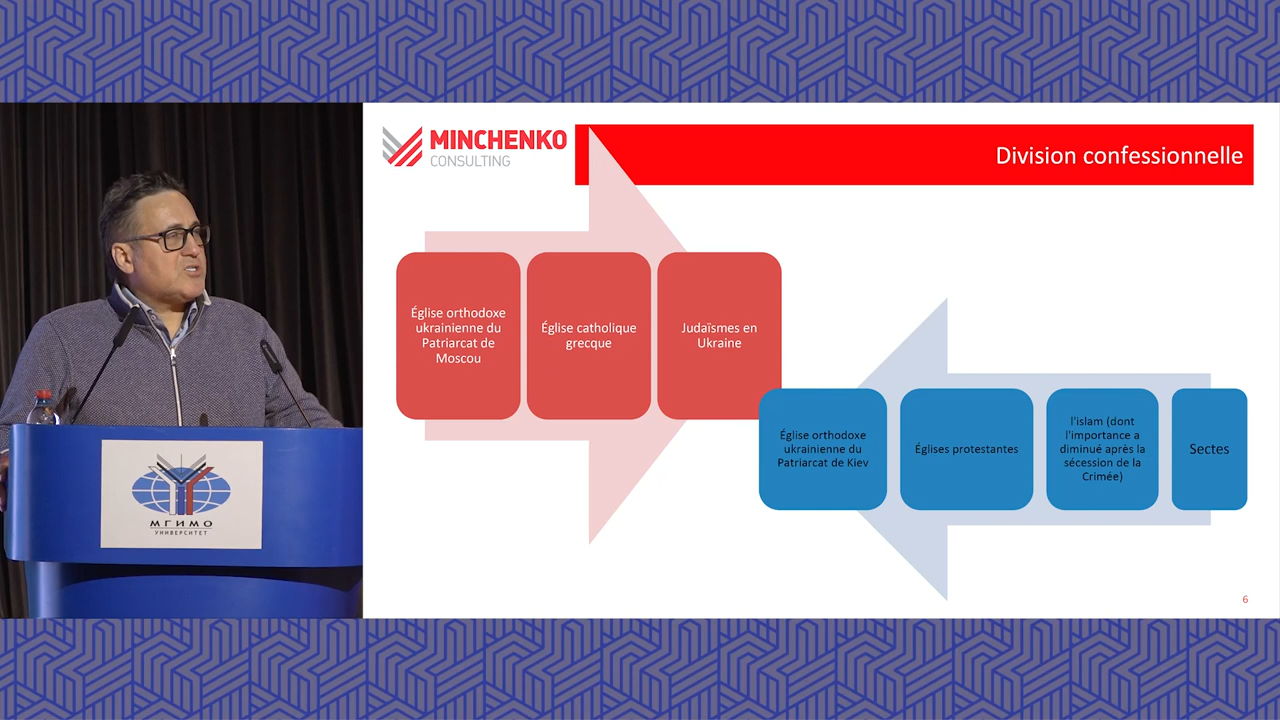 MINCHENKO
CONSULTING
Division confessionnelle
Église orthodoxe
ukrainienne du
Patriarcat de
Moscou
Église catholique
grecque
Judaïsmes en
Ukraine
Église orthodoxe
ukrainienne du
Patriarcat de Kiev
Églises protestantes
l'islam (dont
l'importance a
diminué après la
sécession de la
Crimée)
Sectes
6
МГИМО
УНИВЕРСИТЕТ